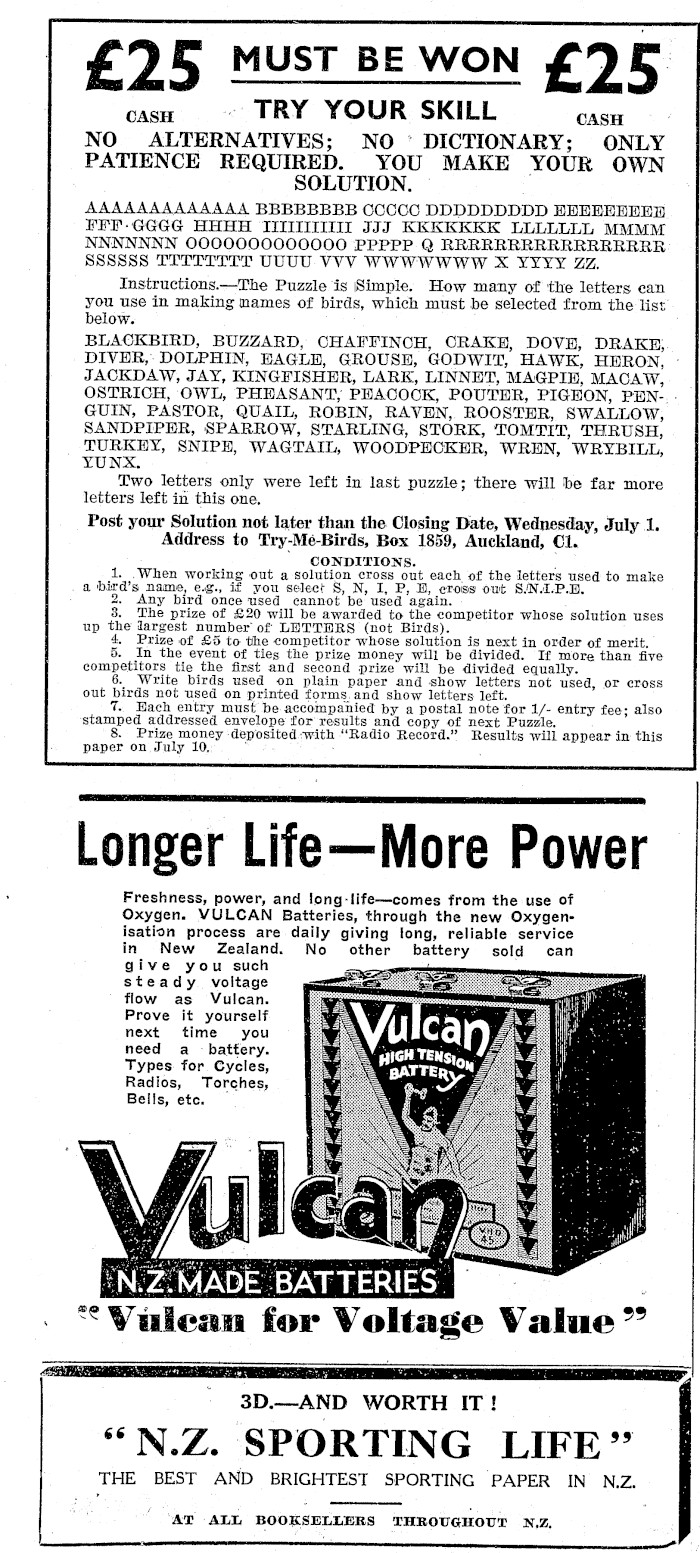 £25 MUST BE WON £25
CASH TRY YOUR SKILL CASH
NO ALTERNATIVES; NO DICTIONARY; ONLY
PATIENCE REQUIRED. YOU MAKE YOUR OWN
SOLUTION.
AAAAAAAAAAAAA BBBBBBBB CCCCC DDDDDDDDD EEEEEEEEEE
FFF GGGG HHHH IIIIIIIIIII JJJ KKKKKKK LLLLLLL MMMM
NNNNNNN OOOOOOOOOOOOO PPPPP Q RRRRRRRRRRRRRRRRR
SSSSSS TTTTTTTT UUUU VVV WWWWWWW X YYYY ZZ.
Instructions.—The Puzzle is Simple. How many of the letters can
you use in making names of birds, which must be selected from the list
below.
BLACKBIRD, BUZZARD, CHAFFINCH, CRAKE, DOVE, DRAKE,
DIVER, DOLPHIN, EAGLE, GROUSE, GODWIT, HAWK, HERON,
JACKDAW, JAY, KINGFISHER, LARK, LINNET, MAGPIE, MACAW,
OSTRICH, OWL, PHEASANT, PEACOCK, POUTER, PIGEON, PEN-
GUIN, PASTOR, QUAIL, ROBIN, RAVEN, ROOSTER, SWALLOW,
SANDPIPER, SPARROW, STARLING, STORK, TOMTIT, THRUSH,
TURKEY, SNIPE, WAGTAIL, WOODPECKER, WREN, WRYBILL,
YUNX.
Two letters only were left in last puzzle; there will be far more
letters left in this one.
Post your Solution not later than the Closing Date, Wednesday, July 1.
Address to Try-Me-Birds, Box 1859, Auckland, C1.
CONDITIONS.
1. When working out a solution cross out each of the letters used to make
a bird's name, e.g., if you select S, N, I, P, E, cross out S.N.I.P.E.
2. Any bird once used cannot be used again.
3. The prize of £20 will be awarded to the competitor whose solution uses
up the largest number of LETTERS (not Birds).
4. Prize of £5 to the competitor whose solution is next in order of merit.
5. In the event of ties the prize money will be divided. If more than five
competitors tie the first and second prize will be divided equally.
6. Write birds used on plain paper and show letters not used, or cross
out birds not used on printed forms and show letters left.
7. Each entry must be accompanied by a postal note for 1/- entry fee; also
stamped addressed envelope for results and copy of next Puzzle.
8. Prize money deposited with "Radio Record." Results will appear in this
paper on July 10.
Longer Life—More Power
Freshness, power, and long life—comes from the use of
Oxygen. VULCAN Batteries, through the new Oxygen-
isation process are daily giving long, reliable service
in New Zealand. No other battery sold can
give you such
steady voltage
flow as Vulcan.
Prove it yourself
next time you
need a battery.
Types for Cycles,
Radios, Torches,
Bells, etc.
Vulcan
HIGH TENSION
BATTERY
Vulcan
N.Z. MADE BATTERIES
"Vulcan for Voltage Value"
3D.—AND WORTH IT!
"N.Z. SPORTING LIFE"
THE BEST AND BRIGHTEST SPORTING PAPER IN N.Z.
AT ALL BOOKSELLERS THROUGHOUT N.Z.